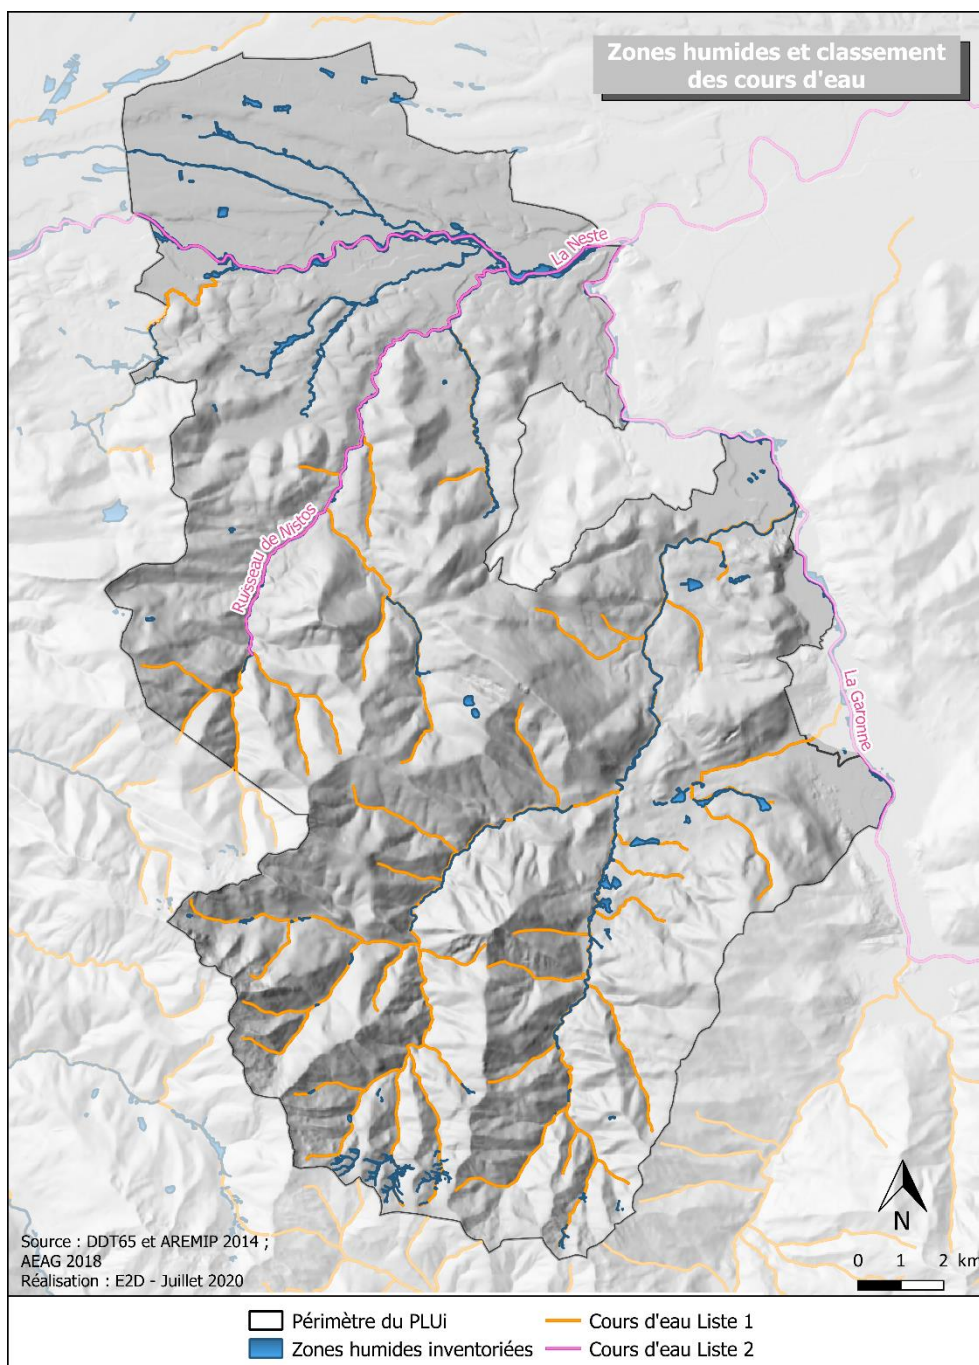 Zones humides et classement
des cours d'eau
La Neste
Ruisseau de Nistos
La Garonne
N
Source : DDT65 et AREMIP 2014 ;
AEAG 2018
Réalisation : E2D - Juillet 2020
0 1 2 km
Périmètre du PLUi
Cours d'eau Liste 1
Zones humides inventoriées
Cours d'eau Liste 2